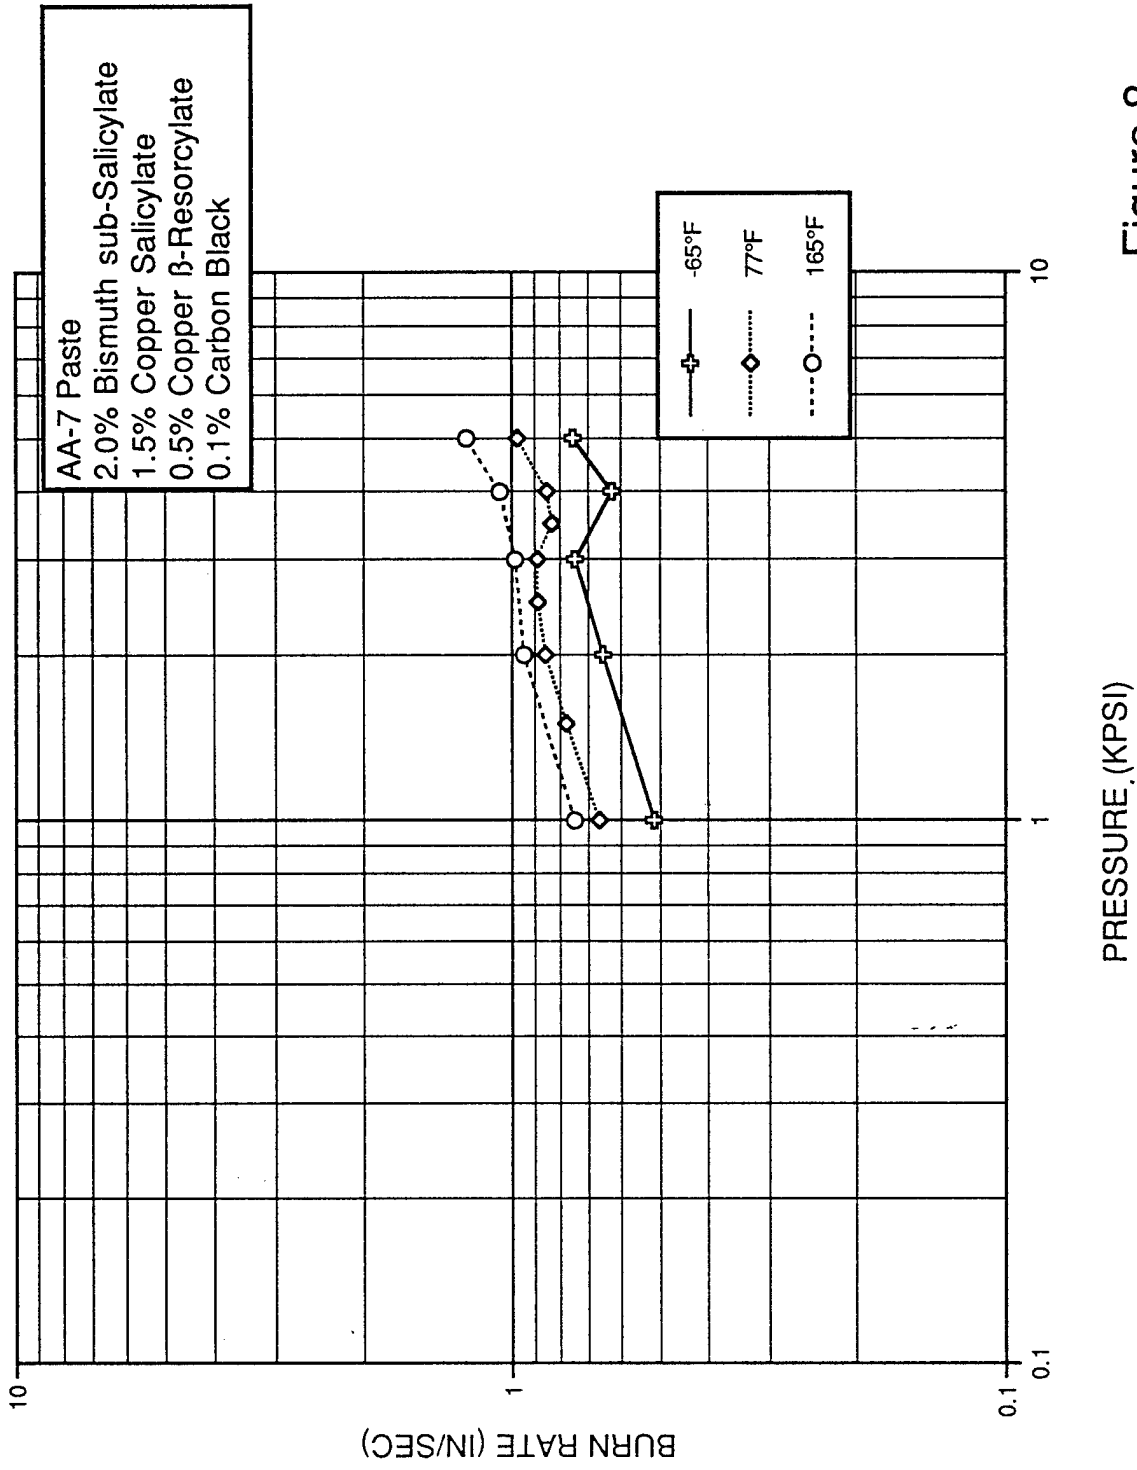 AA-7 Paste
2.0% Bismuth sub-Salicylate
1.5% Copper Salicylate
0.5% Copper β-Resorcylate
0.1% Carbon Black
10
1
0.1
BURN RATE (IN/SEC)
-65°F
77°F
165°F
0.1
1
10
PRESSURE (KPSI)